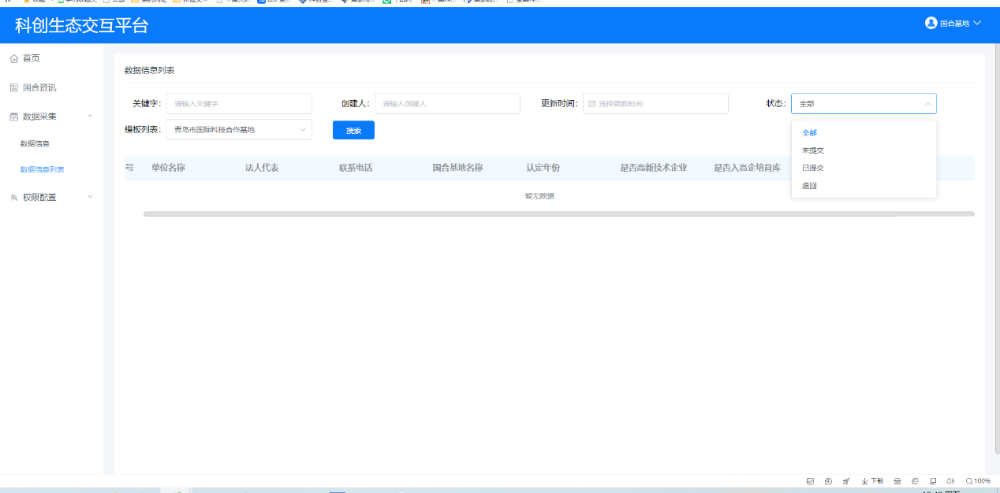 科创生态交互平台
国合基地
首页
国合资讯
数据采集
数据信息
数据信息列表
权限配置
数据信息列表
关键字: 请输入关键字 创建人: 请输入创建人 更新时间: 选择更新时间 状态: 全部
模板列表: 青岛市国际科技合作基地 搜索
全部
未提交
已提交
退回
号 单位名称 法人代表 联系电话 国合基地名称 认定年份 是否高新技术企业 是否入高企培育库
暂无数据
下载 100%